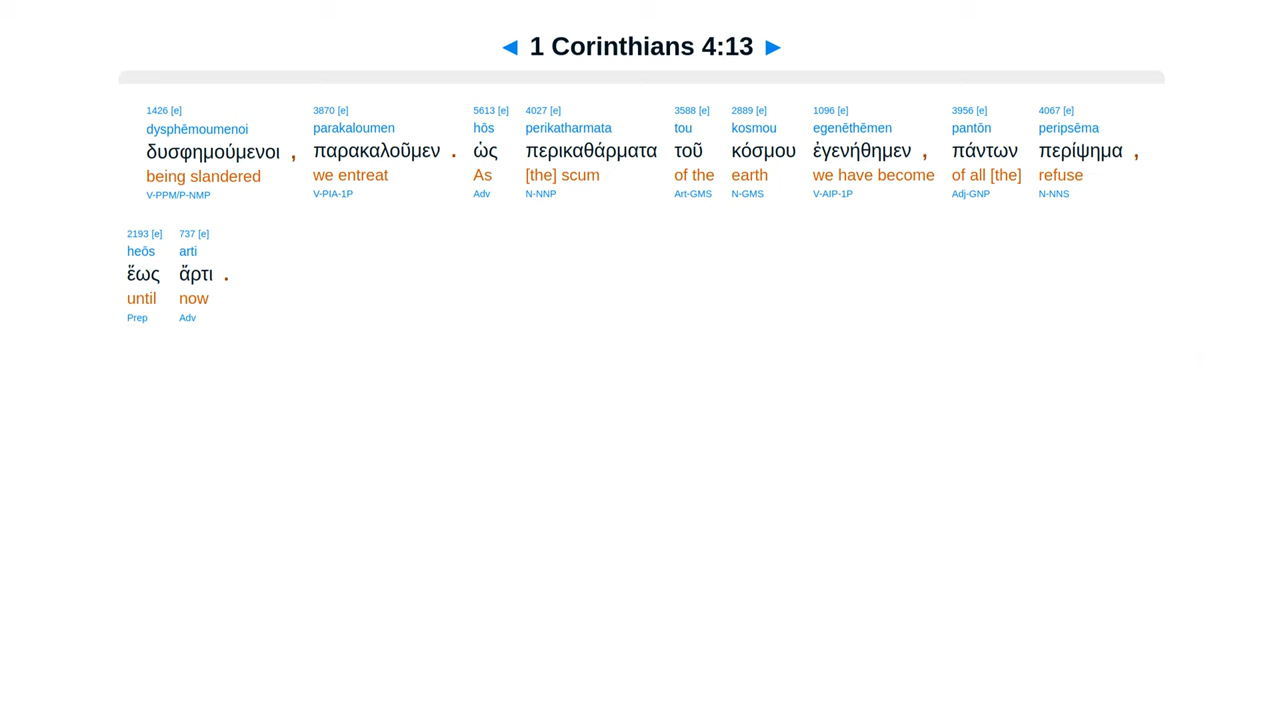 ◄ 1 Corinthians 4:13 ►
1426 [e] 3870 [e] 5613 [e] 4027 [e] 3588 [e] 2889 [e] 1096 [e] 3956 [e] 4067 [e]
dysphēmoumenoi parakaloumen hōs perikatharmata tou kosmou egenēthēmen pantōn peripsēma
δυσφημούμενοι , παρακαλοῦμεν . ὡς περικαθάρματα τοῦ κόσμου ἐγενήθημεν , πάντων περίψημα ,
being slandered we entreat As [the] scum of the earth we have become of all [the] refuse
V-PPM/P-NMP V-PIA-1P Adv N-NNP Art-GMS N-GMS V-AIP-1P Adj-GNP N-NNS
2193 [e] 737 [e]
heōs arti
ἕως ἄρτι .
until now
Prep Adv